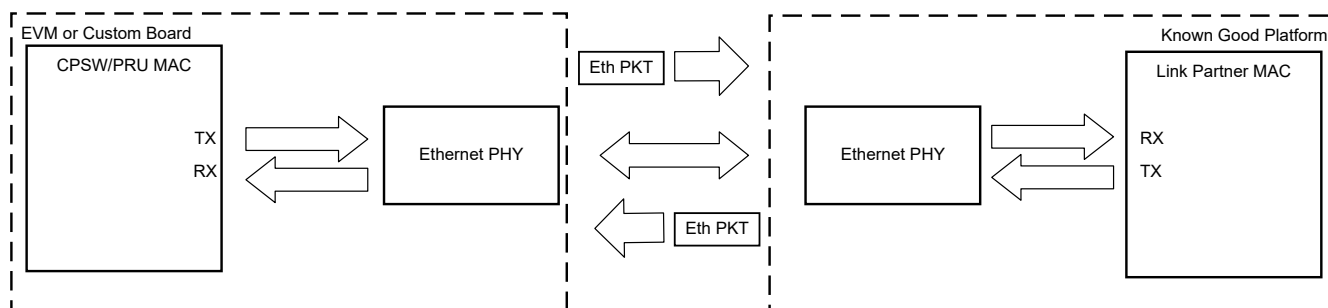 EVM or Custom Board
CPSW/PRU MAC
TX
RX
Ethernet PHY
Eth PKT
Eth PKT
Known Good Platform
Link Partner MAC
Ethernet PHY
RX
TX